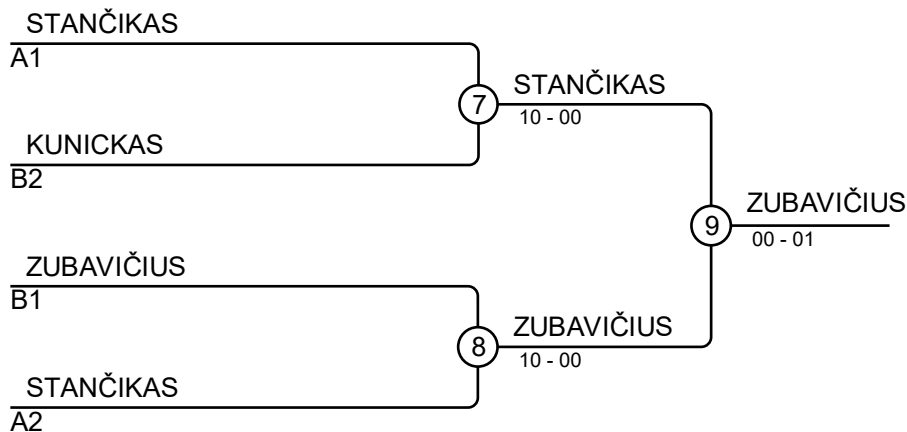 STANČIKAS
A1
7
STANČIKAS
10 - 00
KUNICKAS
B2
9
ZUBAVIČIUS
00 - 01
ZUBAVIČIUS
B1
8
ZUBAVIČIUS
10 - 00
STANČIKAS
A2